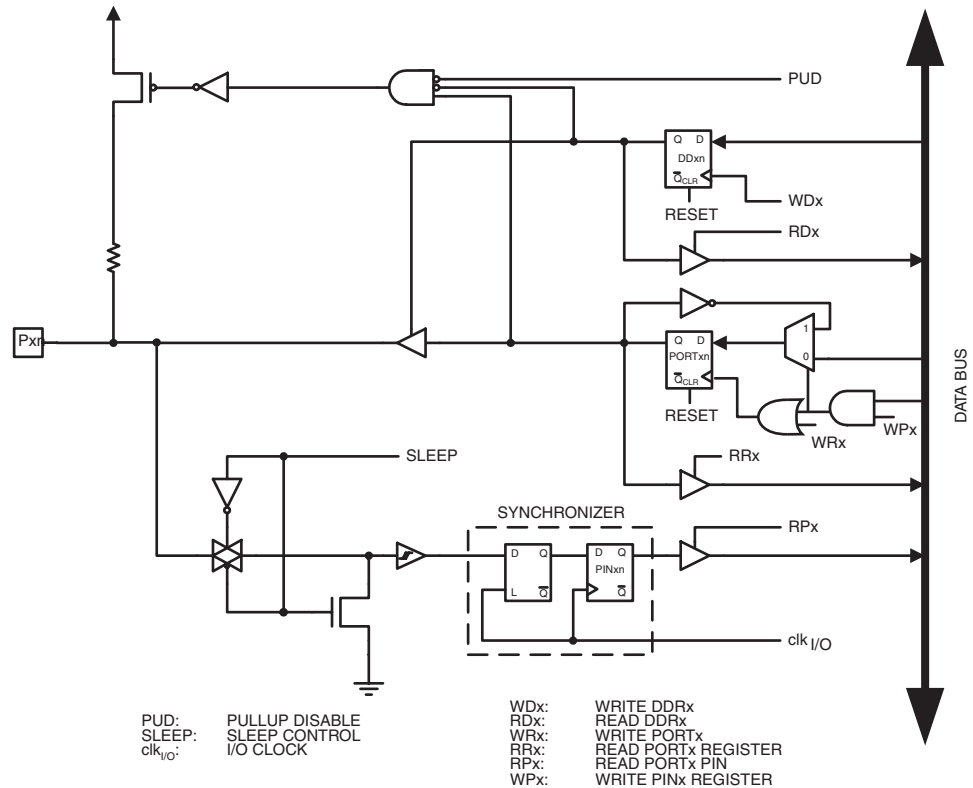 PUD
Q D
DDxn
Q CLR
WDx
RESET
RDx
Pxn
1
Q D
PORTxn
0
Q CLR
RESET
WRx
WPx
DATA BUS
RRx
SLEEP
SYNCHRONIZER
RPx
D Q
L Q
D Q
PINxn
Q
clk I/O
PUD: PULLUP DISABLE
SLEEP: SLEEP CONTROL
clk I/O: I/O CLOCK
WDx: WRITE DDRx
RDx: READ DDRx
WRx: WRITE PORTx
RRx: READ PORTx REGISTER
RPx: READ PORTx PIN
WPx: WRITE PINx REGISTER